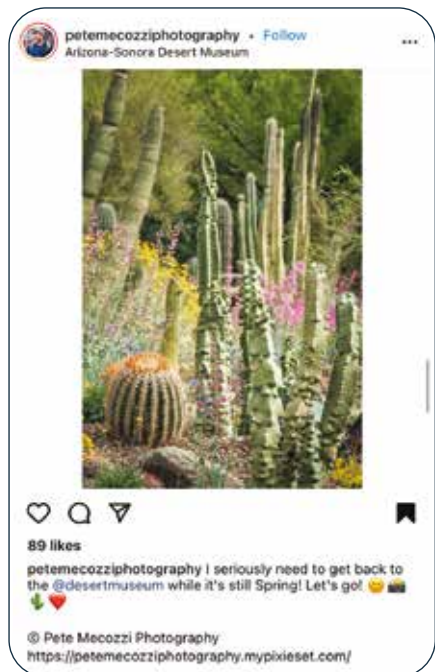 petemecozziphotography • Follow
Arizona-Sonora Desert Museum
89 likes
petemecozziphotography I seriously need to get back to
the @desertmuseum while it's still Spring! Let's go! 😊 📸
🌵 ❤️
© Pete Mecozzi Photography
https://petemecozziphotography.mypixieset.com/